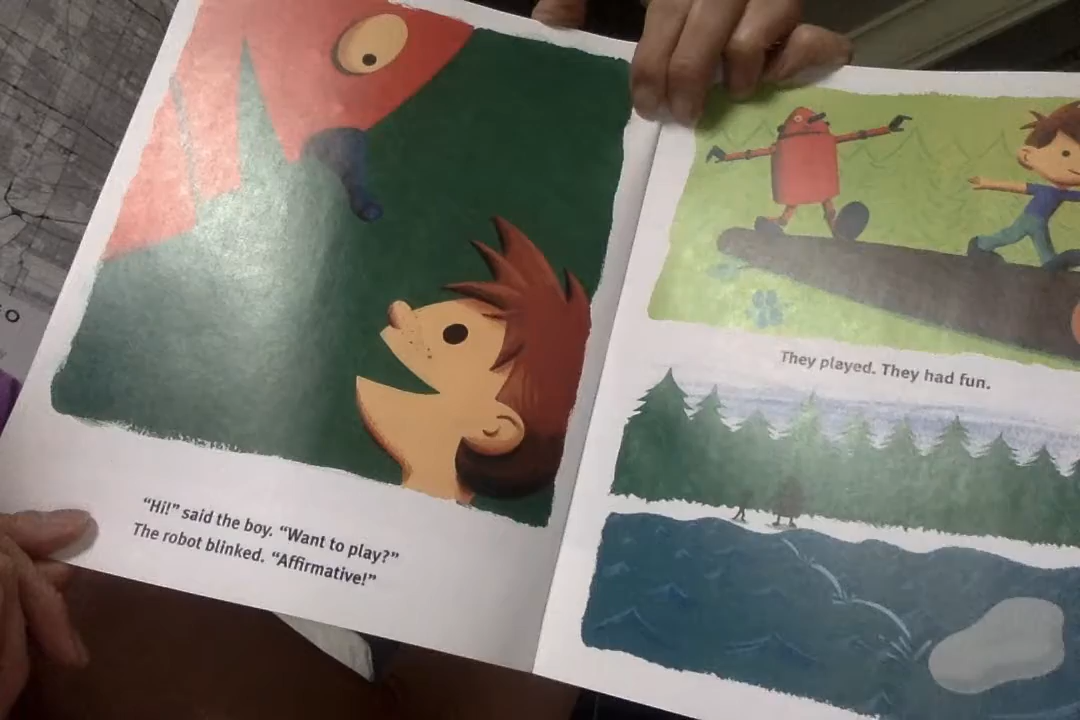 “Hi!” said the boy. “Want to play?”
The robot blinked. “Affirmative!”
They played. They had fun.